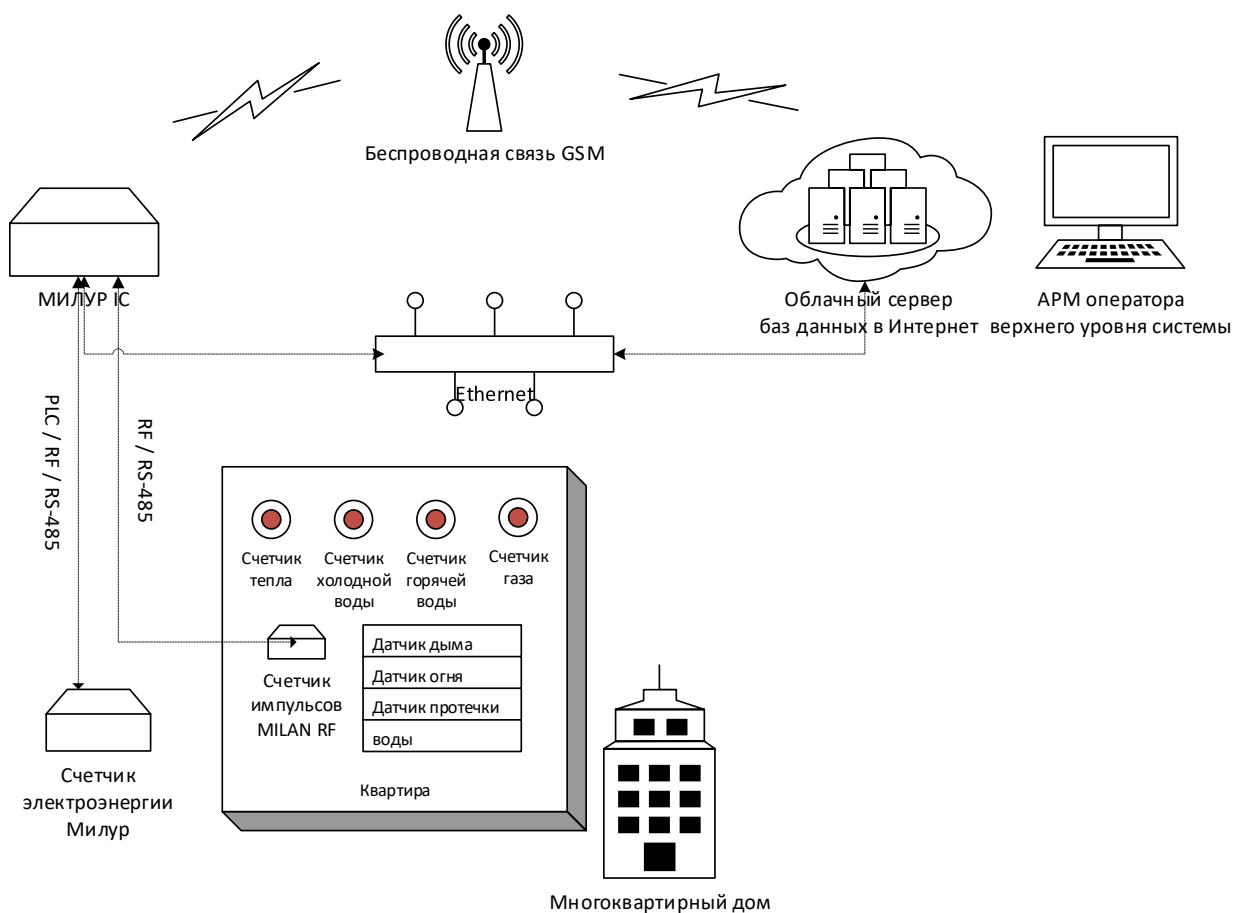 Беспроводная связь GSM
МИЛУР IC
Облачный сервер
баз данных в Интернет
АРМ оператора
верхнего уровня системы
Ethernet
PLC / RF / RS-485
RF / RS-485
Счетчик
тепла
Счетчик
холодной
воды
Счетчик
горячей
воды
Счетчик
газа
Счетчик
импульсов
MILAN RF
Датчик дыма
Датчик огня
Датчик протечки
воды
Квартира
Счетчик
электроэнергии
Милур
Многоквартирный дом